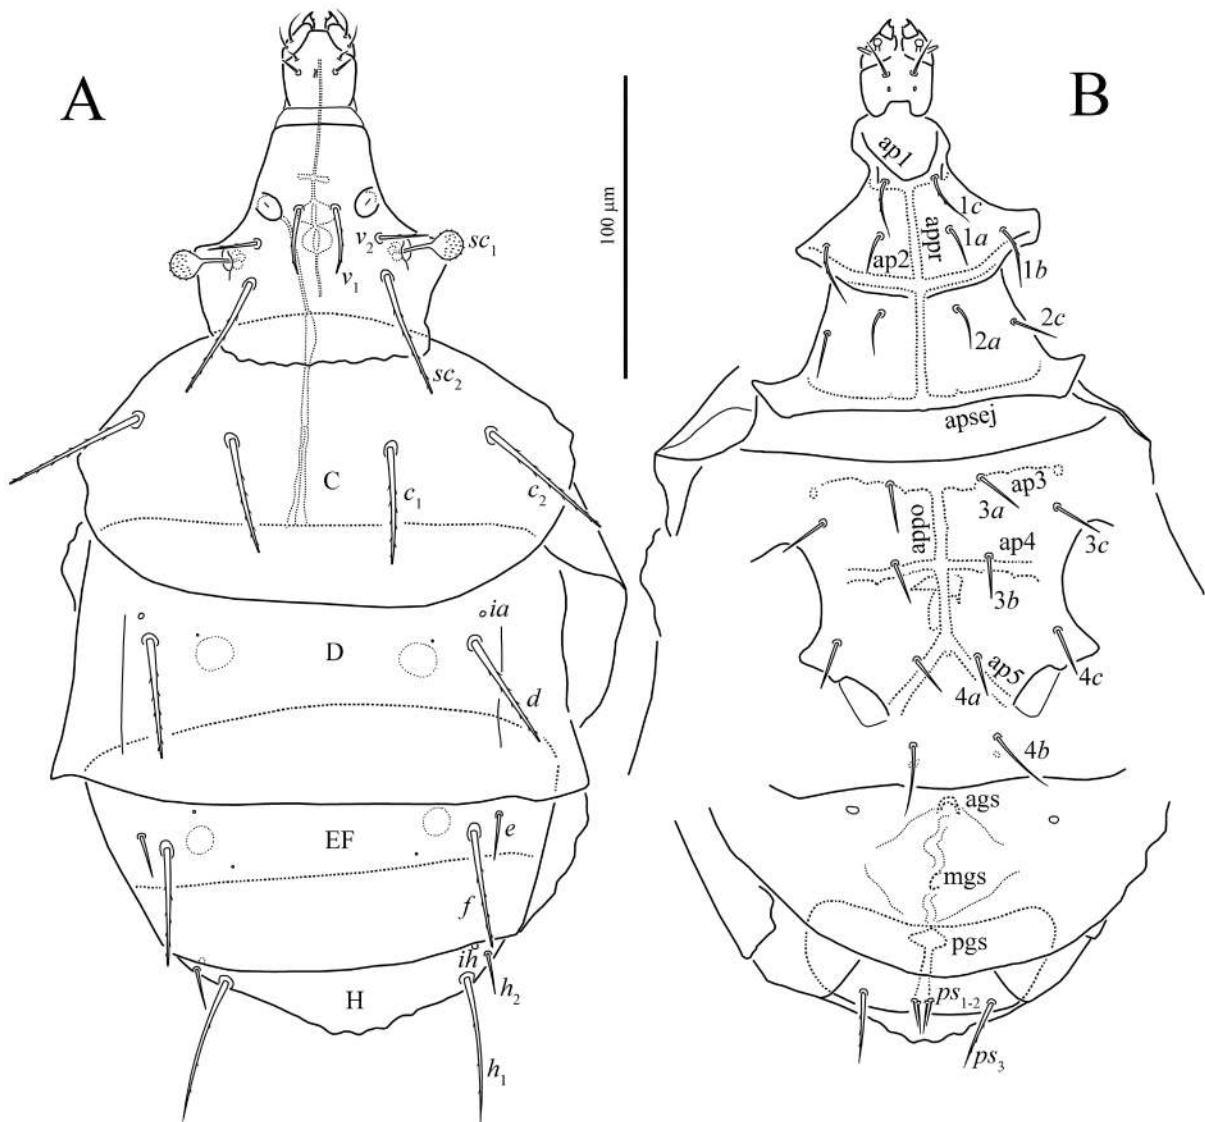 A
B
100 μm
v₂
sc₁
v₁
sc₂
C
c₁
c₂
ia
D
d
EF
e
f
ih
h₂
H
h₁
ap1
1c
appr
1a
ap2
1b
2c
2a
apsej
ap3
3a
appo
3c
ap4
3b
ap5
4a
4c
4b
ags
mgs
pgs
ps₁₋₂
ps₃